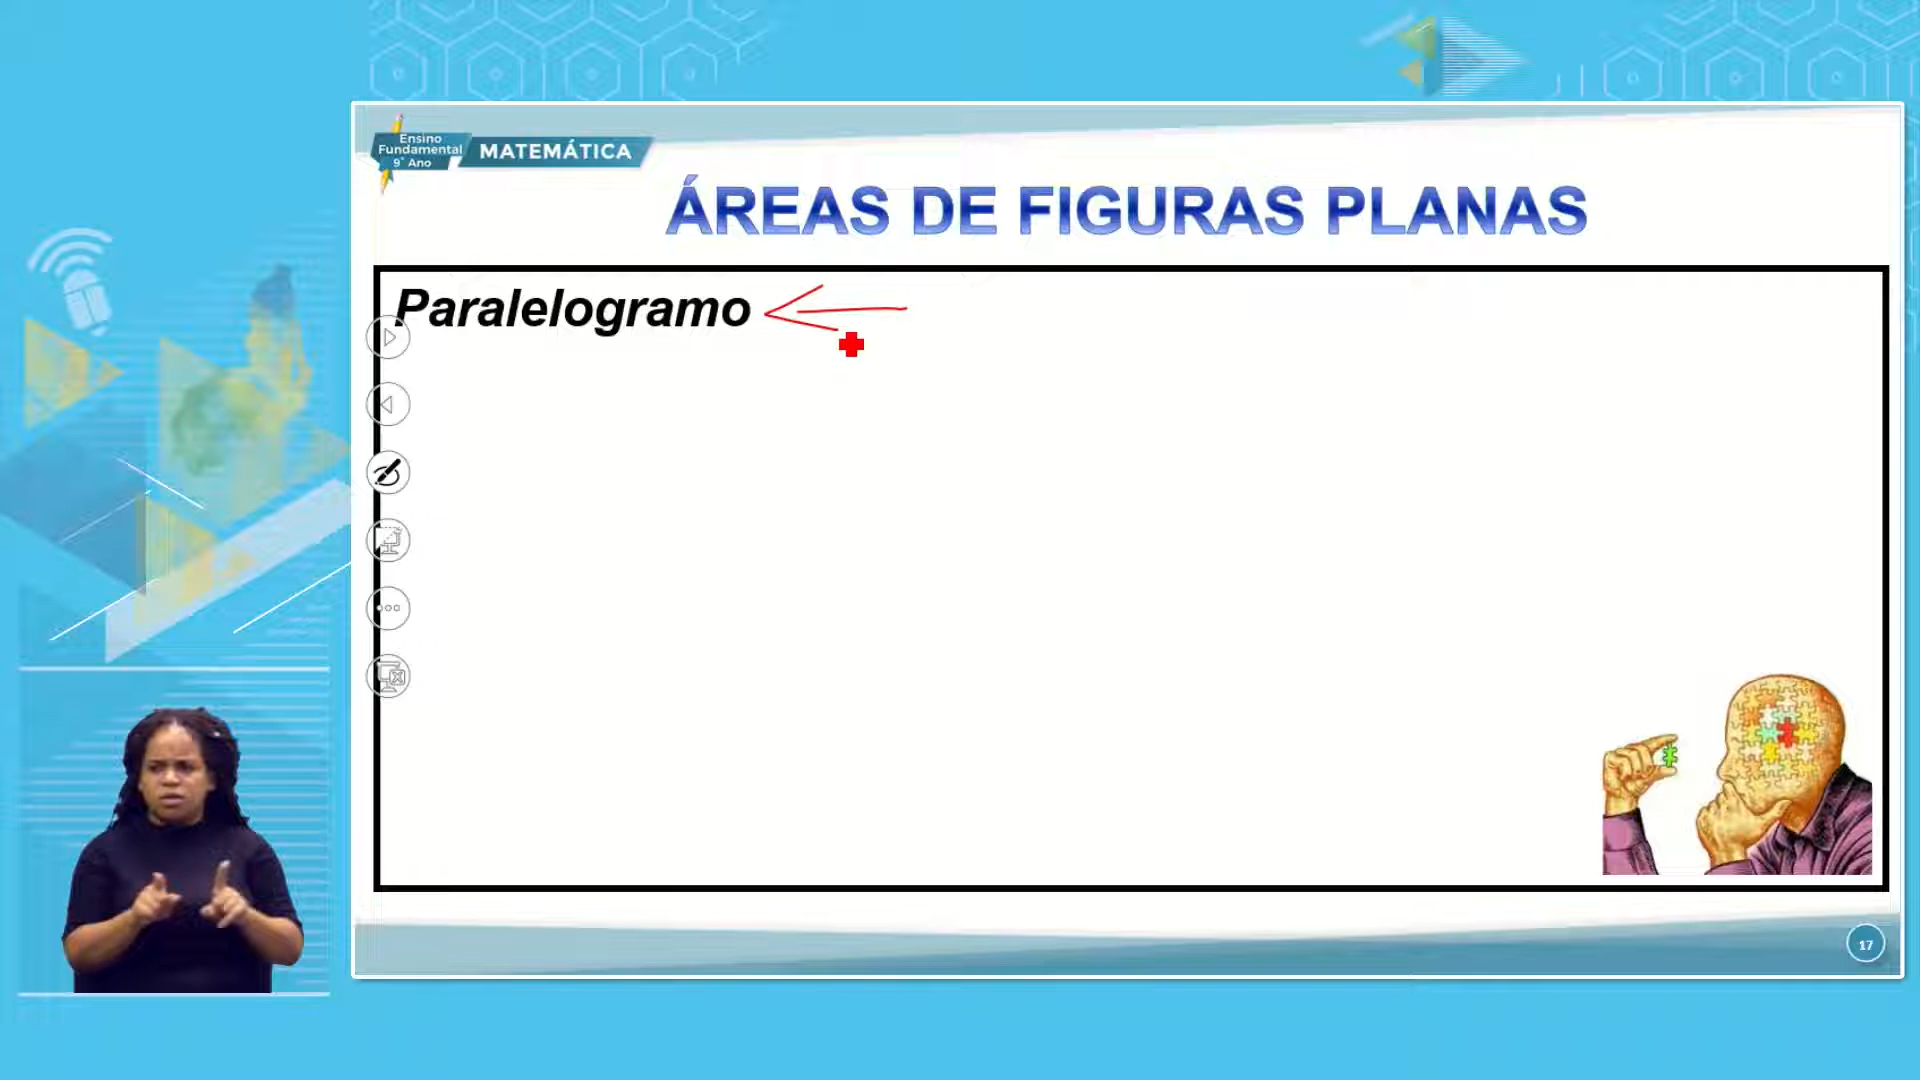 Ensino
Fundamental
9° Ano
MATEMÁTICA
ÁREAS DE FIGURAS PLANAS
Paralelogramo
17